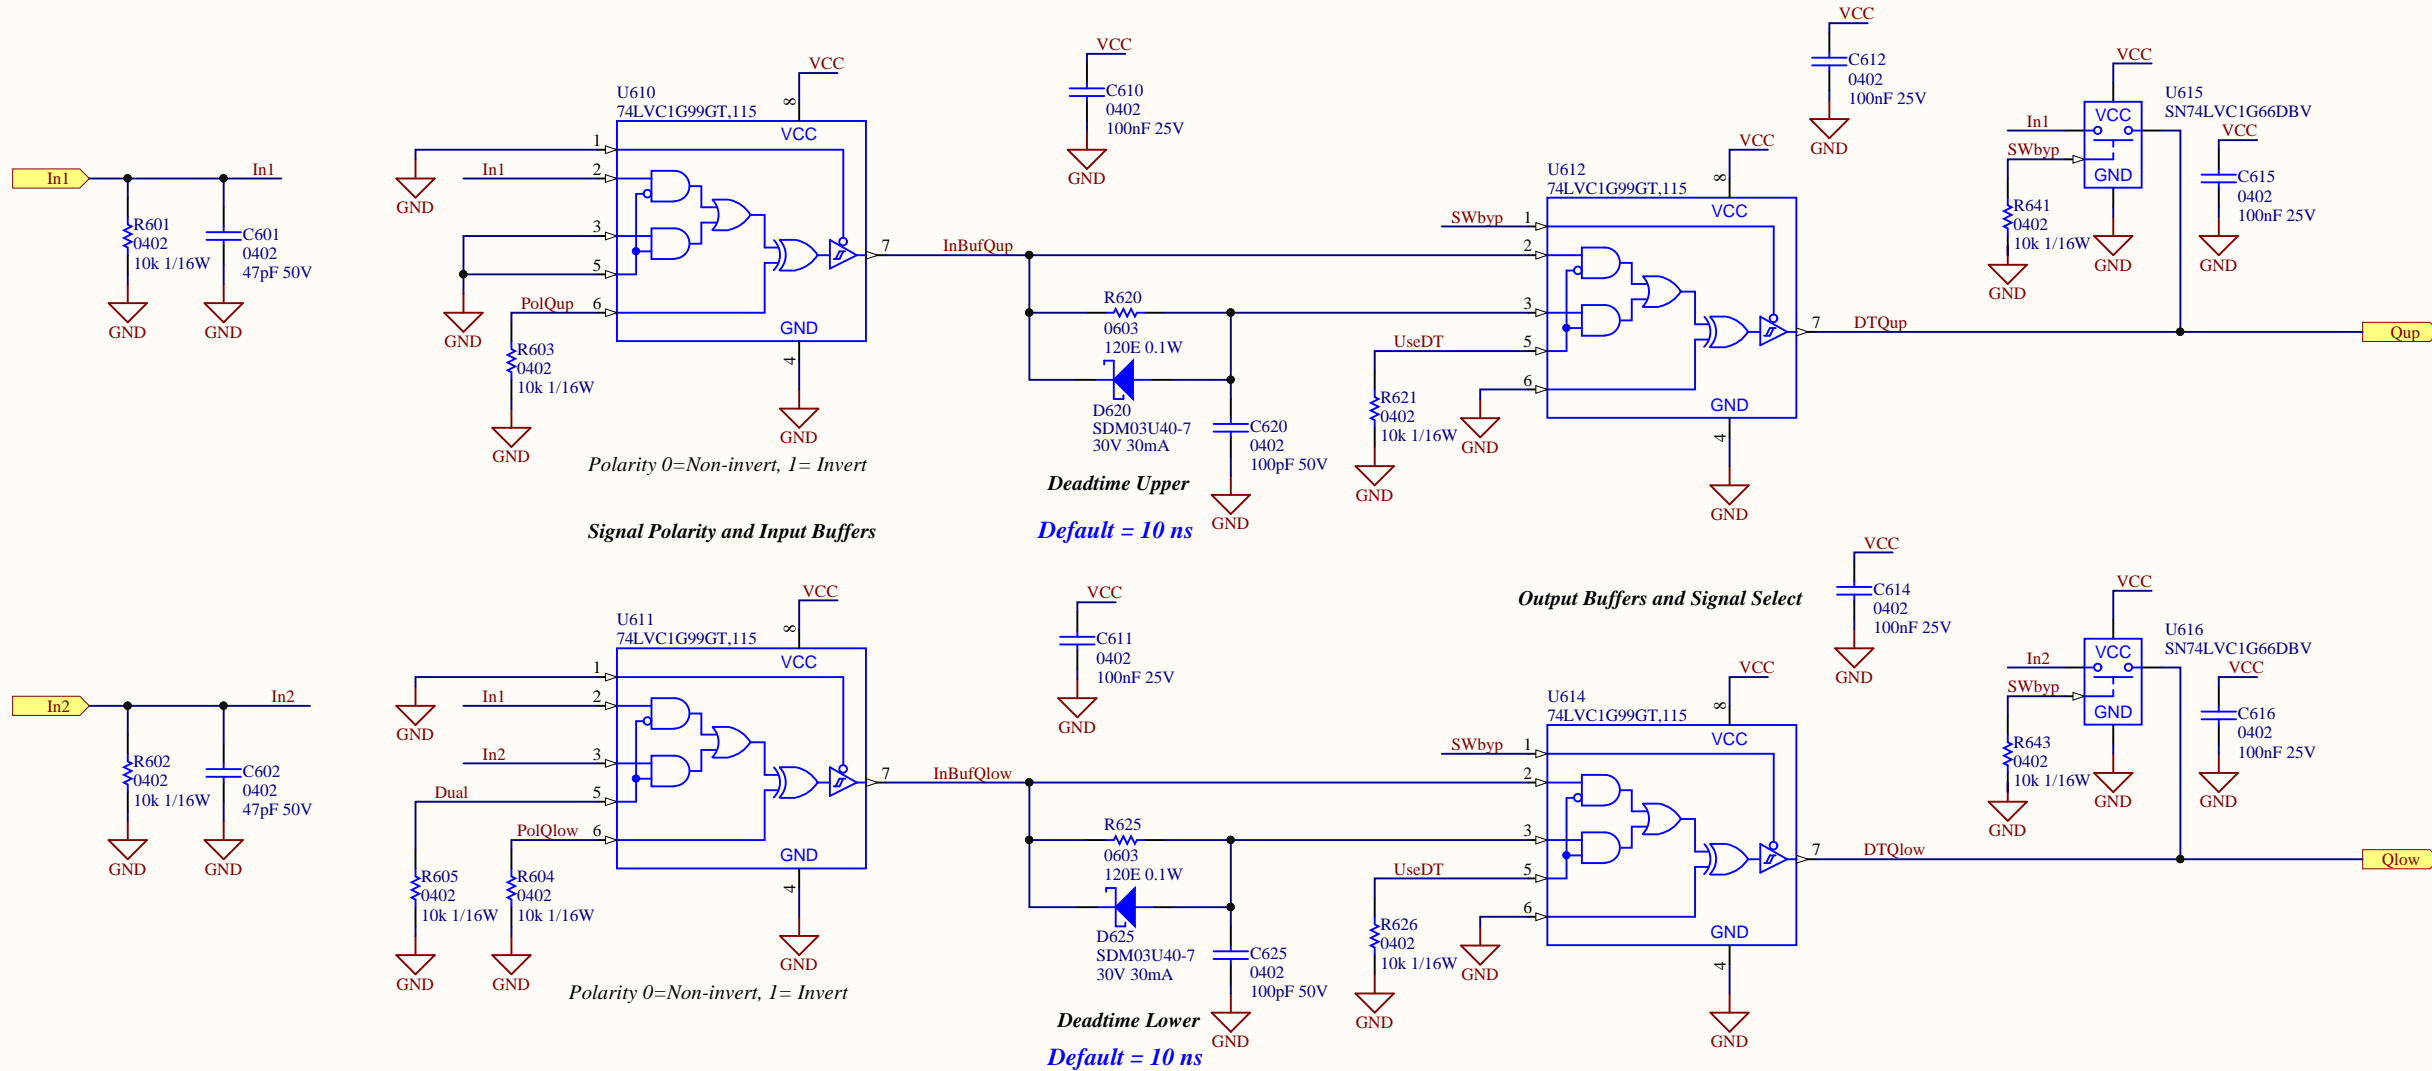 In1
In1
R601
0402
10k 1/16W
C601
0402
47pF 50V
GND
GND
U610
74LVC1G99GT,115
VCC
8
VCC
1
GND
In1
2
3
5
GND
PolQup
6
R603
0402
10k 1/16W
GND
GND
4
GND
7
Polarity 0=Non-invert, 1= Invert
Signal Polarity and Input Buffers
VCC
C610
0402
100nF 25V
GND
InBufQup
R620
0603
120E 0.1W
D620
SDM03U40-7
30V 30mA
C620
0402
100pF 50V
GND
Deadtime Upper
Default = 10 ns
VCC
C612
0402
100nF 25V
GND
U612
74LVC1G99GT,115
VCC
8
VCC
SWbyp
1
2
3
UseDT
5
6
R621
0402
10k 1/16W
GND
GND
GND
4
GND
7
DTQup
VCC
U615
SN74LVC1G66DBV
VCC
GND
In1
SWbyp
R641
0402
10k 1/16W
GND
GND
VCC
C615
0402
100nF 25V
GND
Qup
In2
In2
R602
0402
10k 1/16W
C602
0402
47pF 50V
GND
GND
U611
74LVC1G99GT,115
VCC
8
VCC
1
GND
In1
2
In2
3
Dual
5
PolQlow
6
R605
0402
10k 1/16W
R604
0402
10k 1/16W
GND
GND
GND
4
GND
7
Polarity 0=Non-invert, 1= Invert
VCC
C611
0402
100nF 25V
GND
InBufQlow
R625
0603
120E 0.1W
D625
SDM03U40-7
30V 30mA
C625
0402
100pF 50V
GND
Deadtime Lower
Default = 10 ns
Output Buffers and Signal Select
VCC
C614
0402
100nF 25V
GND
U614
74LVC1G99GT,115
VCC
8
VCC
SWbyp
1
2
3
UseDT
5
6
R626
0402
10k 1/16W
GND
GND
GND
4
GND
7
DTQlow
VCC
U616
SN74LVC1G66DBV
VCC
GND
In2
SWbyp
R643
0402
10k 1/16W
GND
GND
VCC
C616
0402
100nF 25V
GND
Qlow